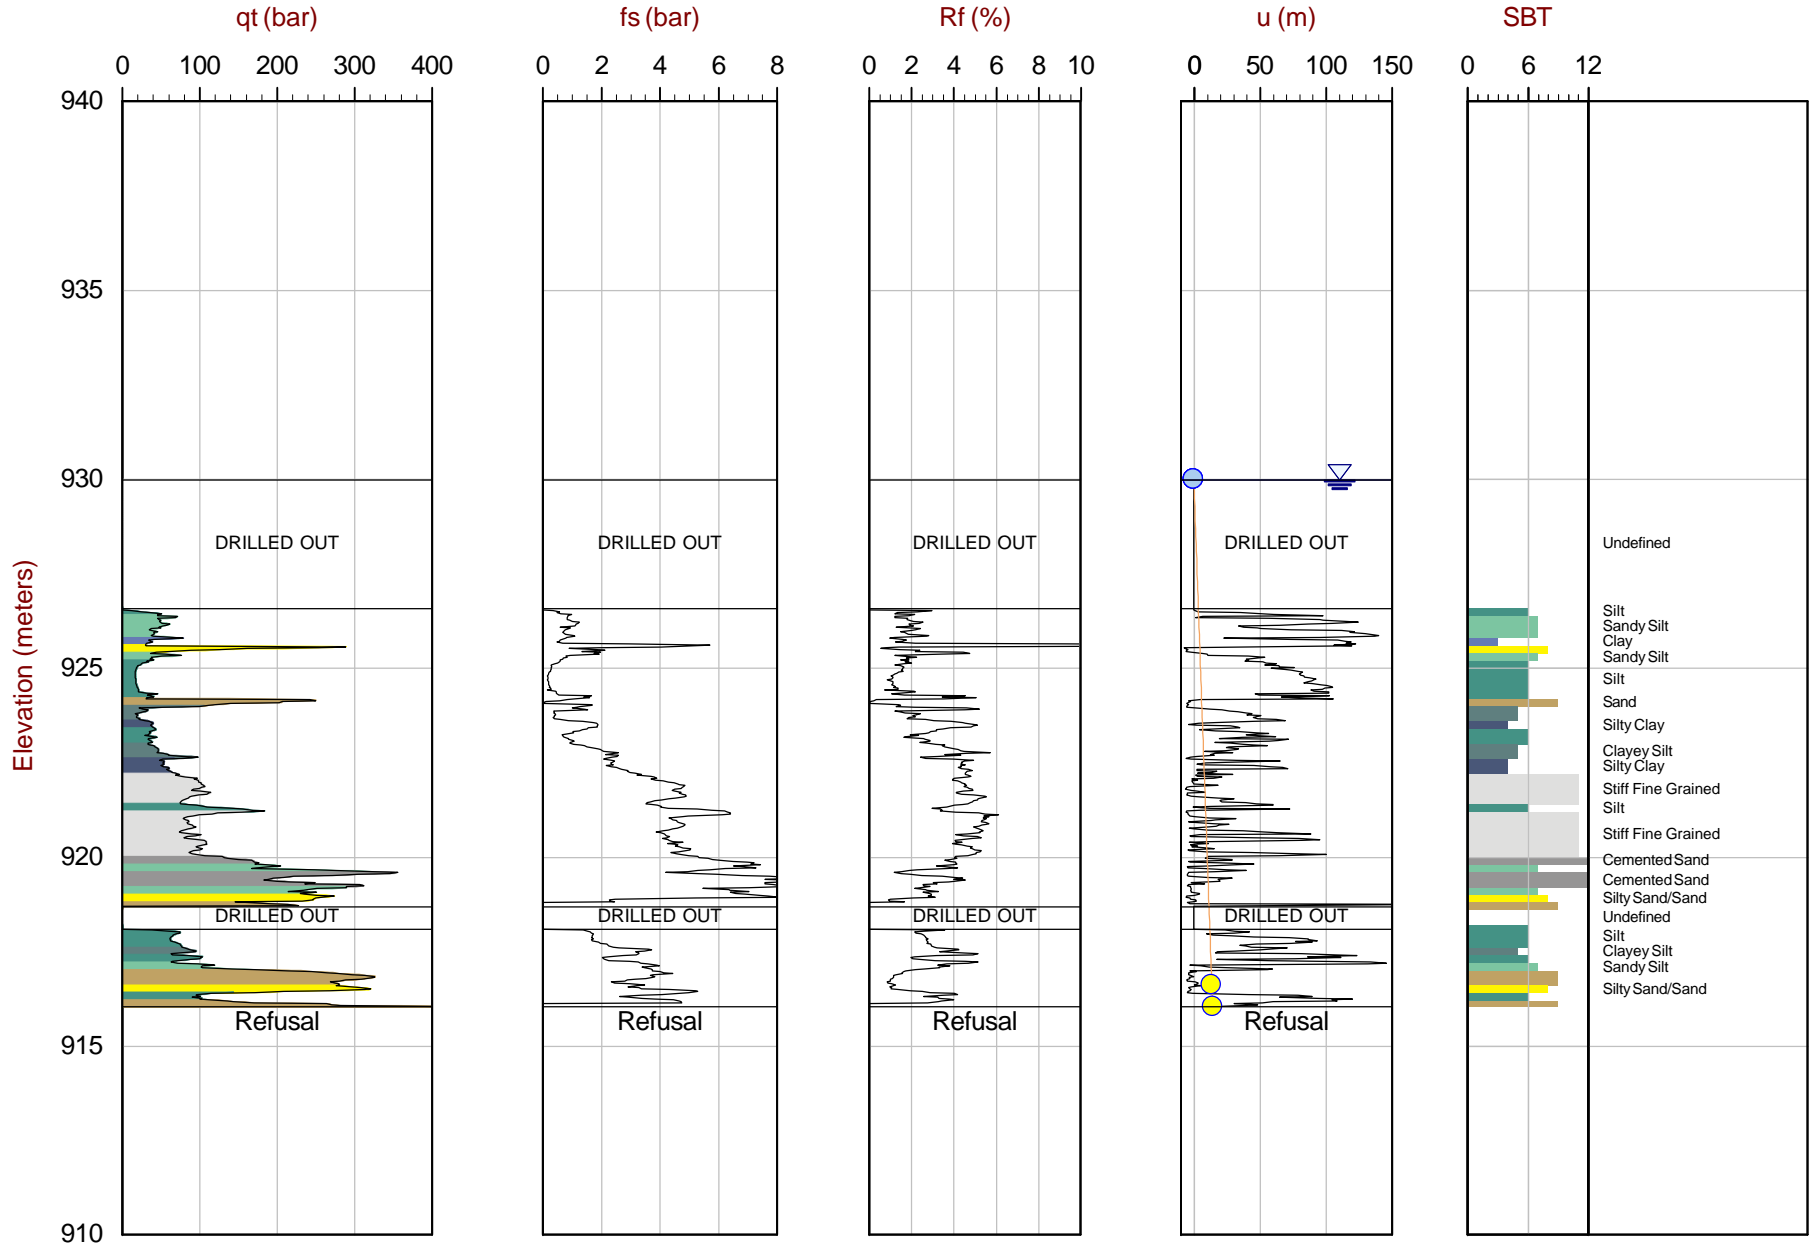 qt (bar) fs (bar) Rf (%) u (m) SBT
0 100 200 300 400 0 2 4 6 8 0 2 4 6 8 10 0 50 100 150 0 6 12
940
935
930
DRILLED OUT DRILLED OUT DRILLED OUT DRILLED OUT Undefined
Elevation (meters)
Silt
Sandy Silt
Clay
Sandy Silt
925
Silt
Sand
Silty Clay
Clayey Silt
Silty Clay
Stiff Fine Grained
Silt
Stiff Fine Grained
920
Cemented Sand
Cemented Sand
Silty Sand/Sand
DRILLED OUT DRILLED OUT DRILLED OUT DRILLED OUT Undefined
Silt
Clayey Silt
Sandy Silt
Silty Sand/Sand
Refusal Refusal Refusal Refusal
915
910